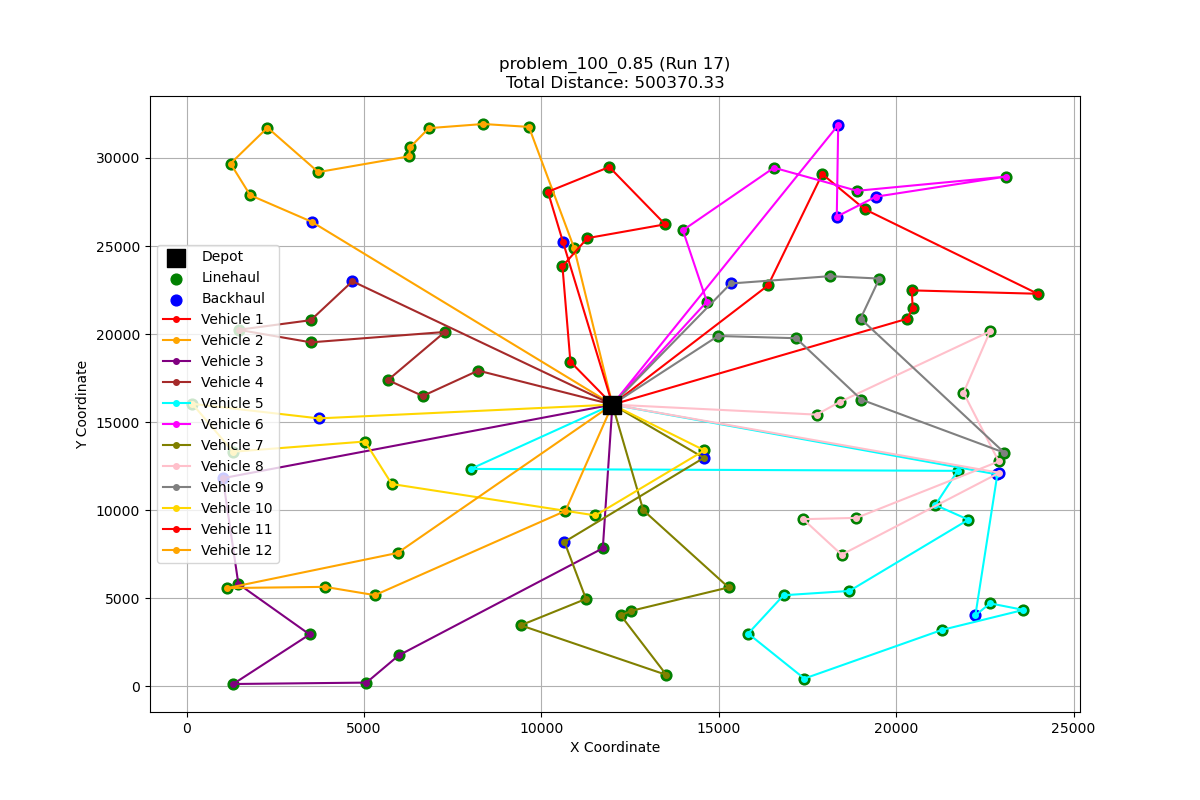 problem_100_0.85 (Run 17)
Total Distance: 500370.33
Y Coordinate
30000
25000
20000
15000
10000
5000
0
Depot
Linehaul
Backhaul
Vehicle 1
Vehicle 2
Vehicle 3
Vehicle 4
Vehicle 5
Vehicle 6
Vehicle 7
Vehicle 8
Vehicle 9
Vehicle 10
Vehicle 11
Vehicle 12
0 5000 10000 15000 20000 25000
X Coordinate